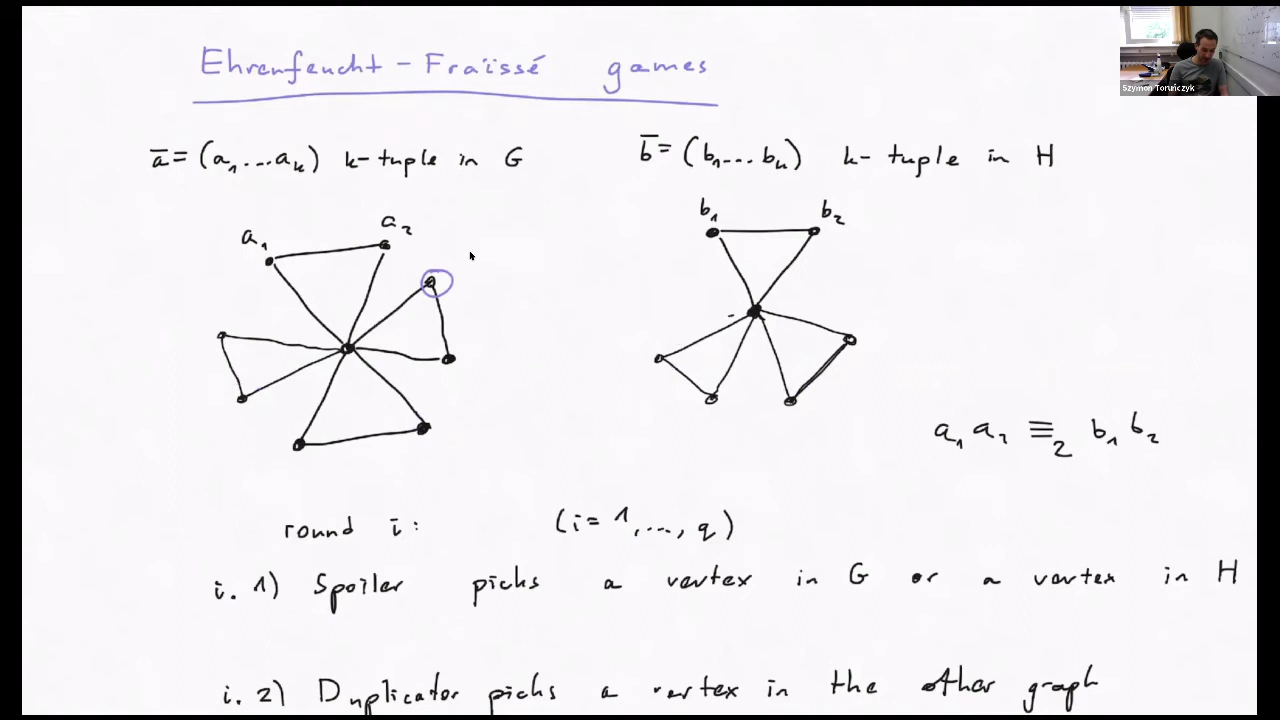 Ehrenfeucht-Fraïssé games
Szymon Toruńczyk
ā = (a₁...aₖ) k-tuple in G
b̄ = (b₁...bₖ) k-tuple in H
a₁
a₂
b₁
b₂
a₁ a₂ ≡₂ b₁ b₂
round i: (i=1,...,q)
i. 1) Spoiler picks a vertex in G or a vertex in H
i. 2) Duplicator picks a vertex in the other graph